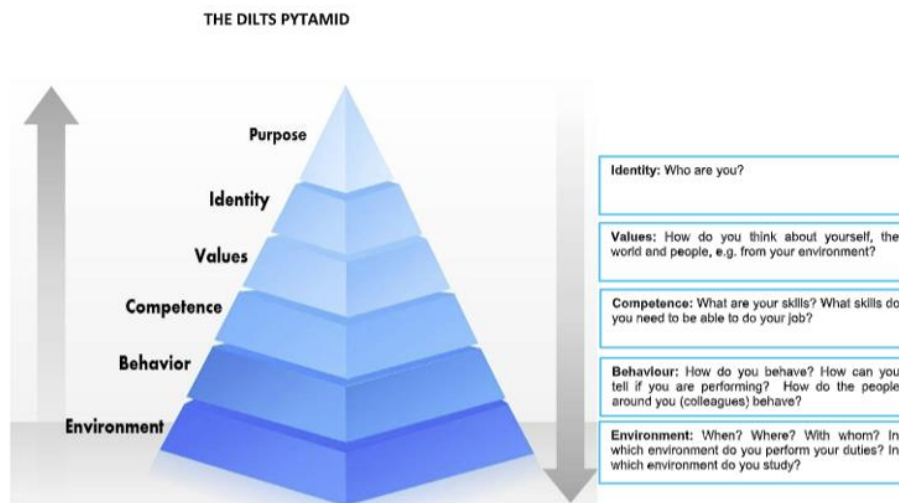 THE DILTS PYTAMID
Purpose
Identity
Values
Competence
Behavior
Environment
Identity: Who are you?
Values: How do you think about yourself, the
world and people, e.g. from your environment?
Competence: What are your skills? What skills do
you need to be able to do your job?
Behaviour: How do you behave? How can you
tell if you are performing? How do the people
around you (colleagues) behave?
Environment: When? Where? With whom? In
which environment do you perform your duties? In
which environment do you study?